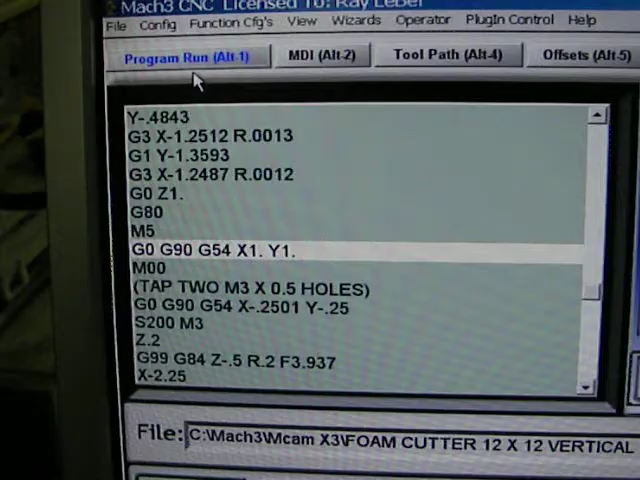 Mach3 CNC Licensed To: Ray LeBel
File Config Function Cfg's View Wizards Operator PlugIn Control Help
Program Run (Alt-1) MDI (Alt-2) Tool Path (Alt-4) Offsets (Alt-5)
Y-.4843
G3 X-1.2512 R.0013
G1 Y-1.3593
G3 X-1.2487 R.0012
G0 Z1.
G80
M5
G0 G90 G54 X1. Y1.
M00
(TAP TWO M3 X 0.5 HOLES)
G0 G90 G54 X-.2501 Y-.25
S200 M3
Z.2
G99 G84 Z-.5 R.2 F3.937
X-2.25
File: C:\Mach3\Mcam X3\FOAM CUTTER 12 X 12 VERTICAL